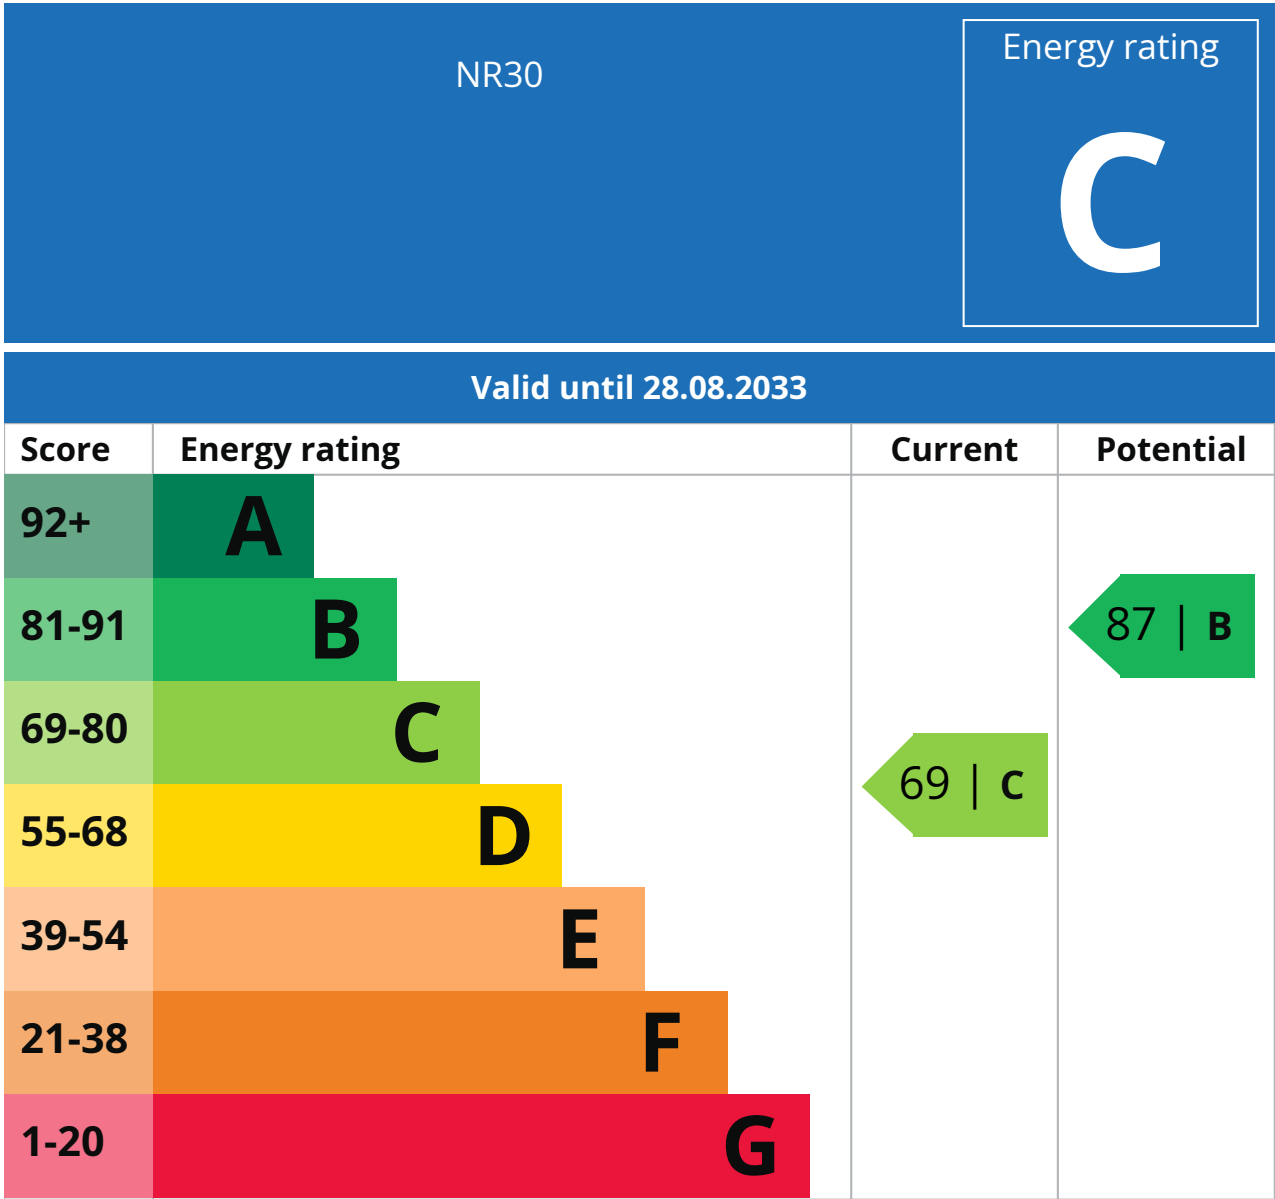 NR30
Energy rating
C
Valid until 28.08.2033
Score Energy rating Current Potential
92+ A
81-91 B 87 | B
69-80 C
69 | C
55-68 D
39-54 E
21-38 F
1-20 G